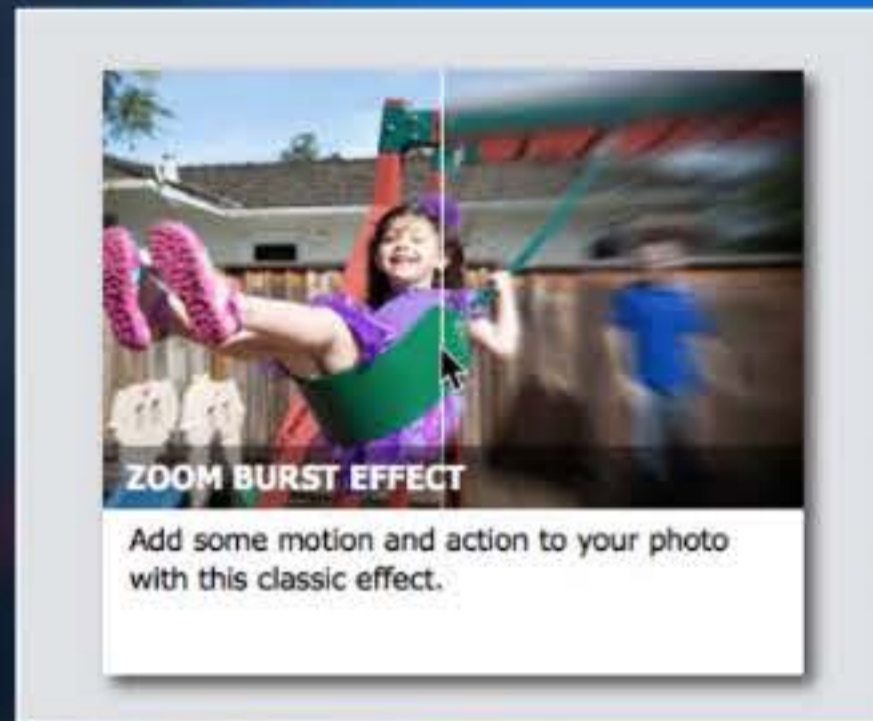 ZOOM BURST EFFECT
Add some motion and action to your photo
with this classic effect.